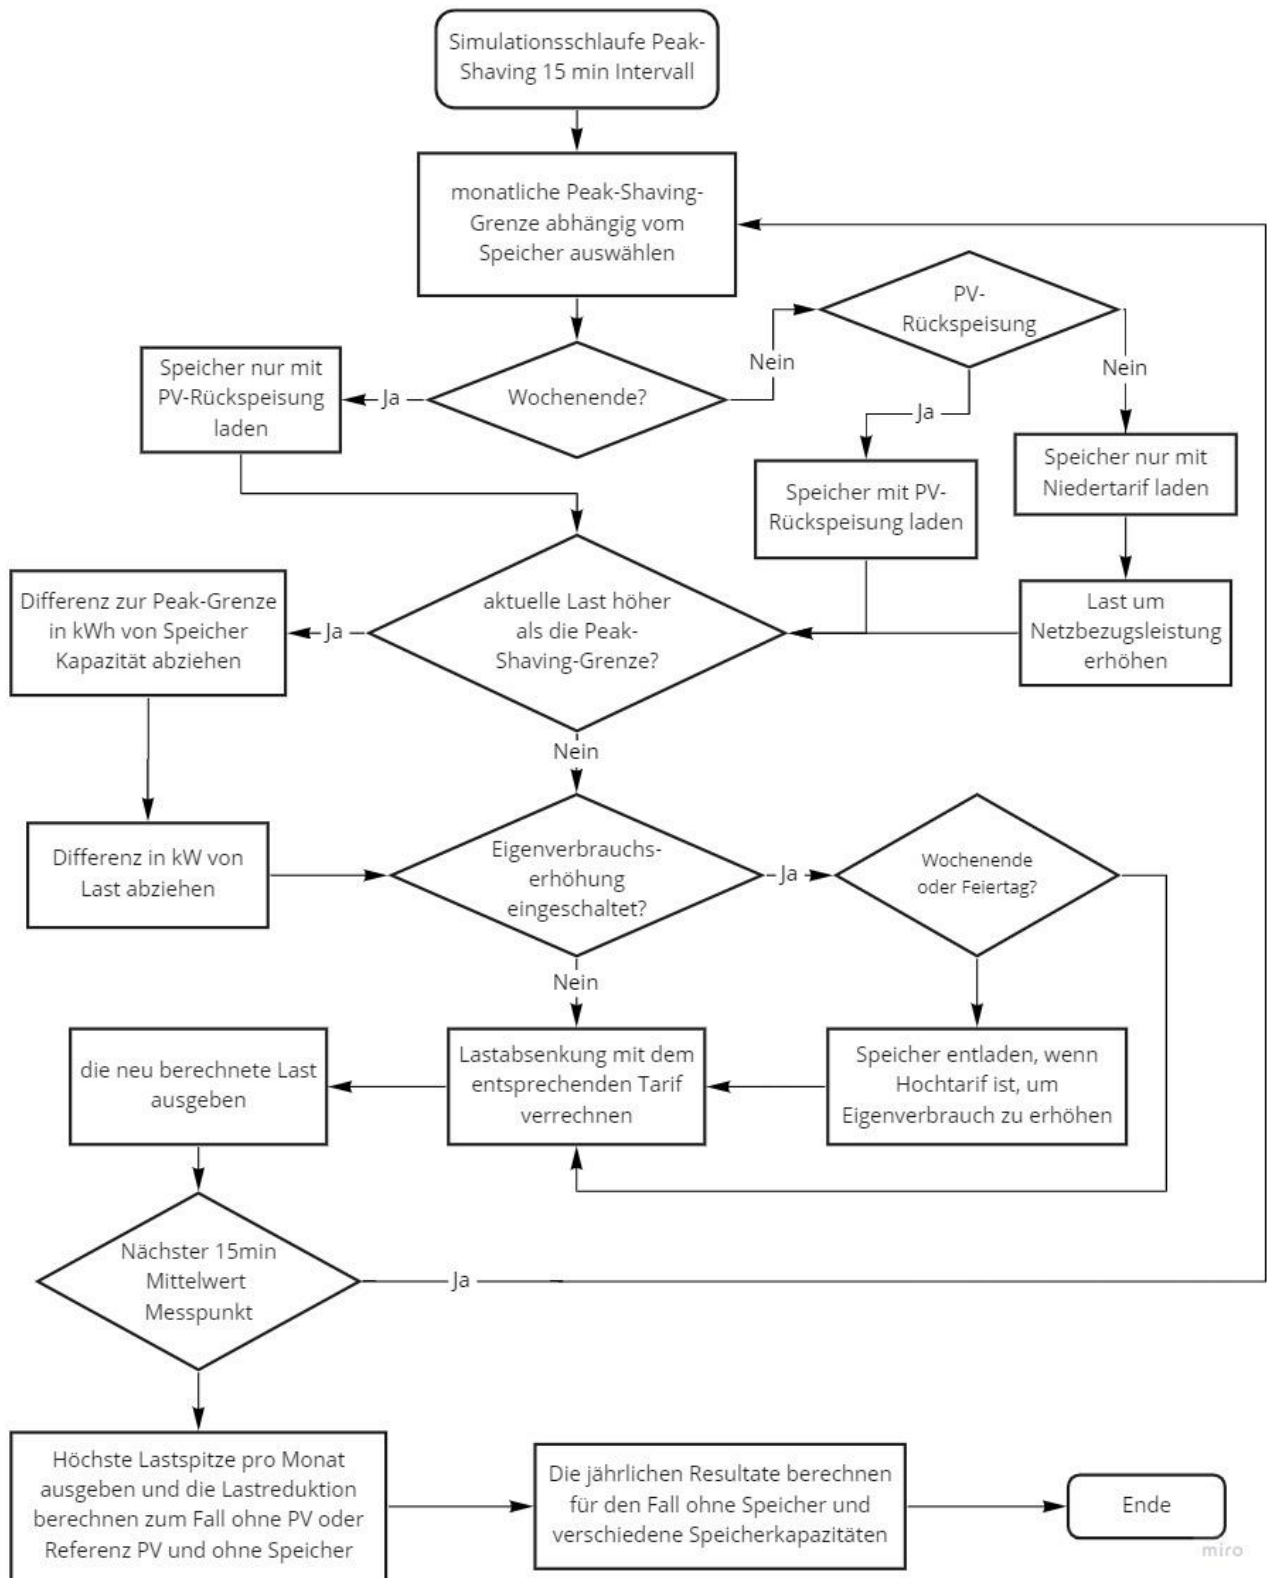 Simulationsschlaufe Peak-
Shaving 15 min Intervall
monatliche Peak-Shaving-
Grenze abhängig vom
Speicher auswählen
PV-
Rückspeisung
Nein
Nein
Wochenende?
Ja
Speicher nur mit
PV-Rückspeisung
laden
Ja
Speicher mit PV-
Rückspeisung laden
Speicher nur mit
Niedertarif laden
Last um
Netzbezugsleistung
erhöhen
aktuelle Last höher
als die Peak-
Shaving-Grenze?
Ja
Differenz zur Peak-Grenze
in kWh von Speicher
Kapazität abziehen
Nein
Differenz in kW von
Last abziehen
Eigenverbrauchs-
erhöhung
eingeschaltet?
Ja
Wochenende
oder Feiertag?
Nein
Speicher entladen, wenn
Hochtarif ist, um
Eigenverbrauch zu erhöhen
Lastabsenkung mit dem
entsprechenden Tarif
verrechnen
die neu berechnete Last
ausgeben
Nächster 15min
Mittelwert
Messpunkt
Ja
Höchste Lastspitze pro Monat
ausgeben und die Lastreduktion
berechnen zum Fall ohne PV oder
Referenz PV und ohne Speicher
Die jährlichen Resultate berechnen
für den Fall ohne Speicher und
verschiedene Speicherkapazitäten
Ende
miro